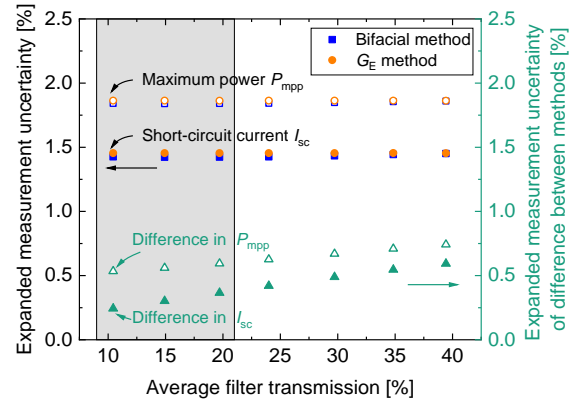 2.5
2.0
1.5
1.0
0.5
0.0
Expanded measurement uncertainty [%]
Bifacial method
G_E method
Maximum power P_mpp
Short-circuit current I_sc
Difference in P_mpp
Difference in I_sc
10 15 20 25 30 35 40
Average filter transmission [%]
2.5
2.0
1.5
1.0
0.5
0.0
Expanded measurement uncertainty
of difference between methods [%]